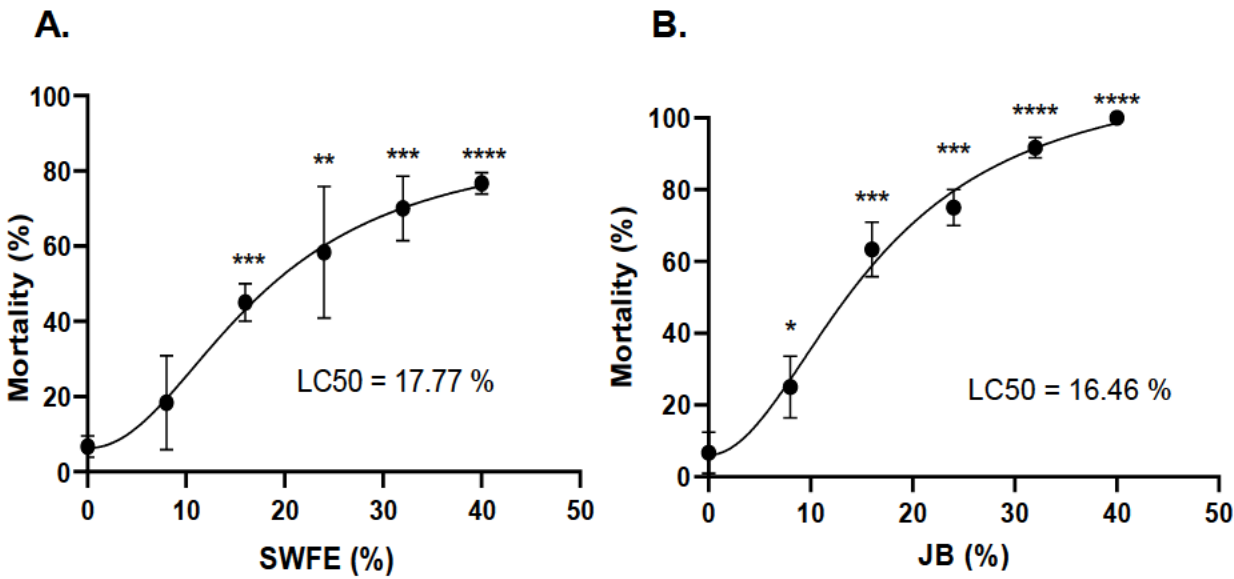 A.
Mortality (%)
100
80
60
40
20
0
***
**
***
****
LC50 = 17.77 %
0 10 20 30 40 50
SWFE (%)
B.
Mortality (%)
100
80
60
40
20
0
*
***
***
****
****
LC50 = 16.46 %
0 10 20 30 40 50
JB (%)